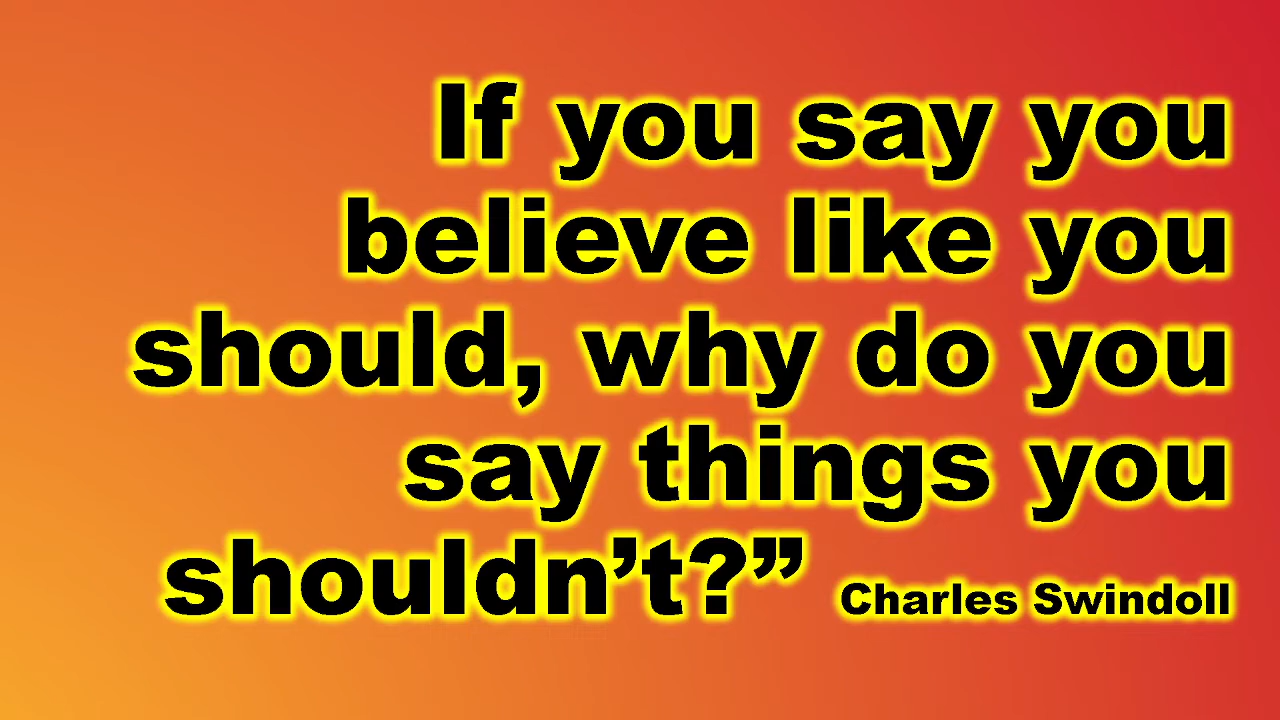 If you say you
believe like you
should, why do you
say things you
shouldn’t?” Charles Swindoll